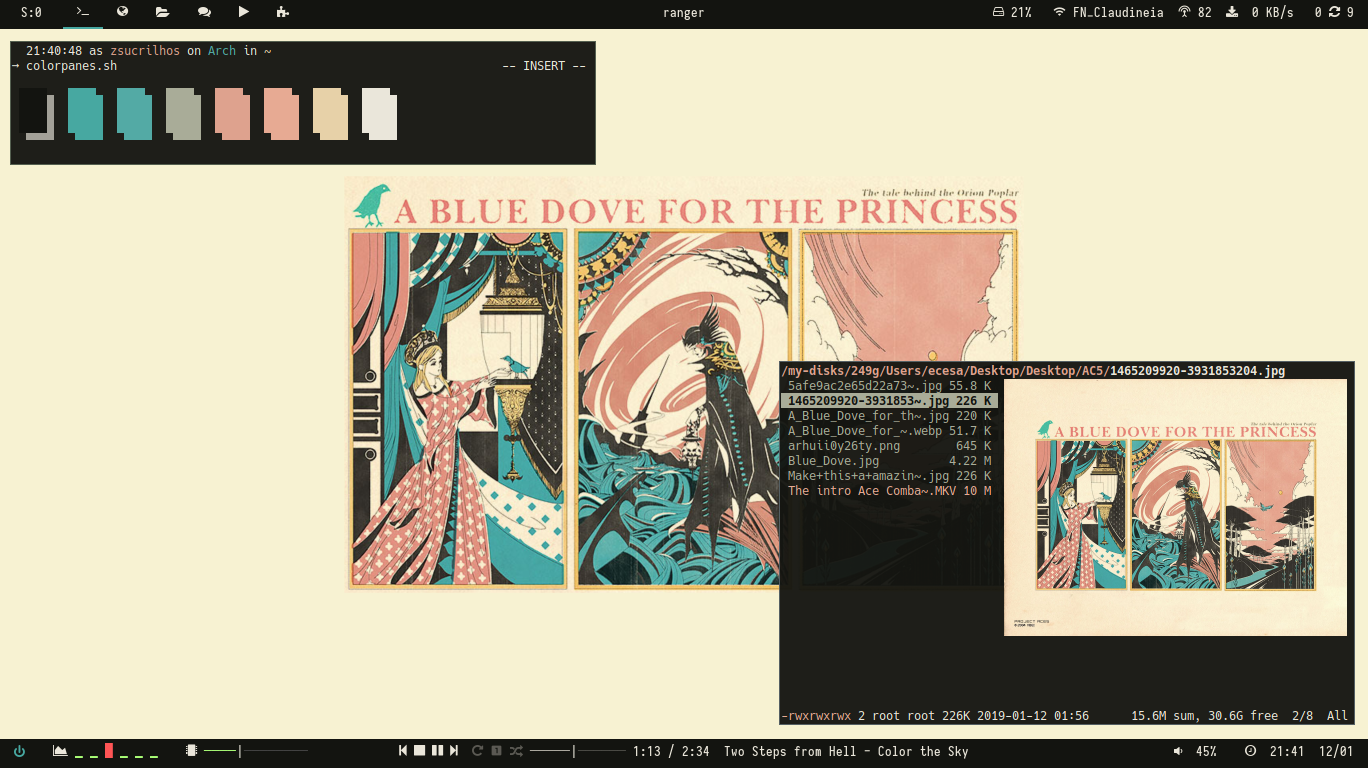 S:0
ranger
21% FN_Claudineia 82 0 KB/s 0 9
21:40:48 as zsucrilhos on Arch in ~
→ colorpanes.sh -- INSERT --
The tale behind the Orion Poplar
A BLUE DOVE FOR THE PRINCESS
/my-disks/249g/Users/ecesa/Desktop/Desktop/AC5/1465209920-3931853204.jpg
5afe9ac2e65d22a73~.jpg 55.8 K
1465209920-3931853~.jpg 226 K
A_Blue_Dove_for_th~.jpg 220 K
A_Blue_Dove_for_~.webp 51.7 K
arhuii0y26ty.png 645 K
Blue_Dove.jpg 4.22 M
Make+this+a+amazin~.jpg 226 K
The intro Ace Comba~.MKV 10 M
The tale behind the Orion Poplar
A BLUE DOVE FOR THE PRINCESS
PROJECT ACES
-rwxrwxrwx 2 root root 226K 2019-01-12 01:56 15.6M sum, 30.6G free 2/8 All
1:13 / 2:34 Two Steps from Hell - Color the Sky
45% 21:41 12/01